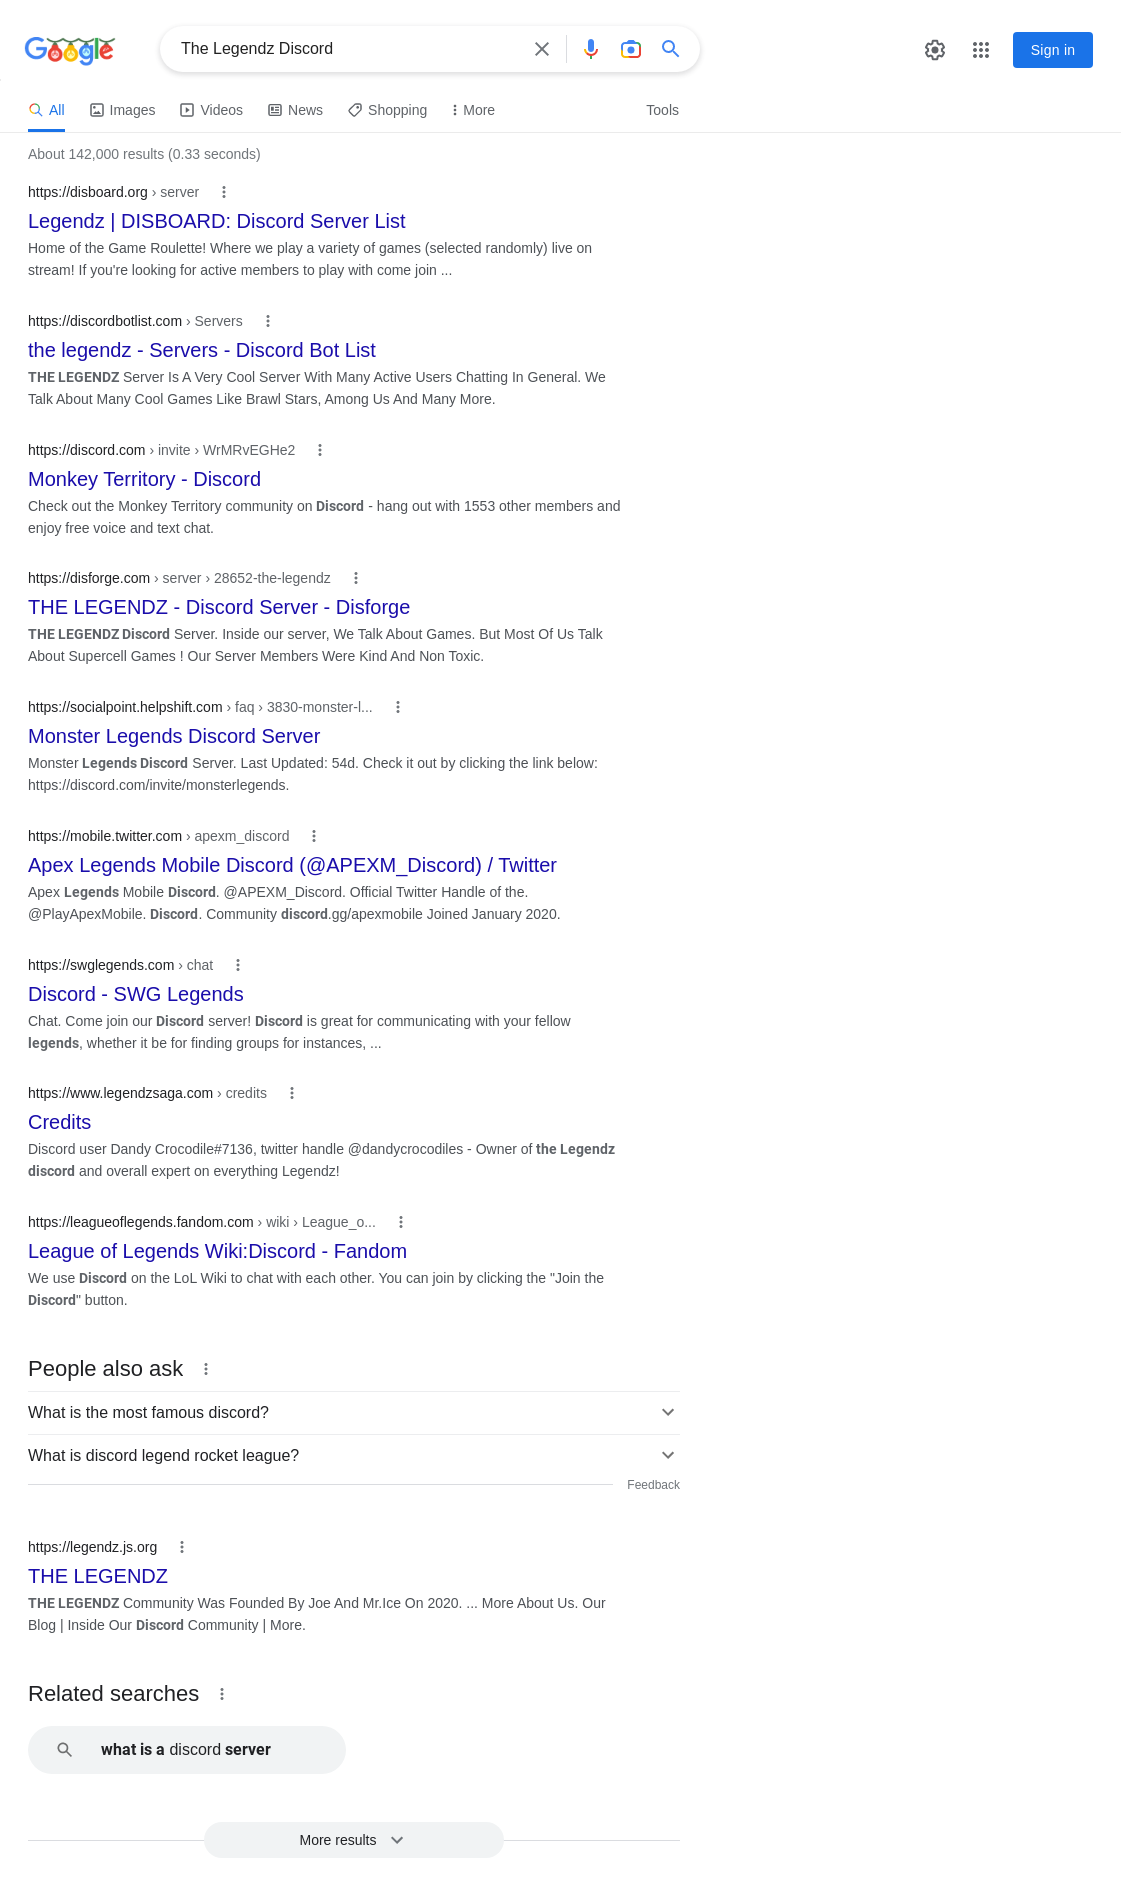 Google
The Legendz Discord
Sign in
All
Images
Videos
News
Shopping
More
Tools
About 142,000 results (0.33 seconds)
https://disboard.org › server
Legendz | DISBOARD: Discord Server List
Home of the Game Roulette! Where we play a variety of games (selected randomly) live on
stream! If you're looking for active members to play with come join ...
https://discordbotlist.com › Servers
the legendz - Servers - Discord Bot List
THE LEGENDZ Server Is A Very Cool Server With Many Active Users Chatting In General. We
Talk About Many Cool Games Like Brawl Stars, Among Us And Many More.
https://discord.com › invite › WrMRvEGHe2
Monkey Territory - Discord
Check out the Monkey Territory community on Discord - hang out with 1553 other members and
enjoy free voice and text chat.
https://disforge.com › server › 28652-the-legendz
THE LEGENDZ - Discord Server - Disforge
THE LEGENDZ Discord Server. Inside our server, We Talk About Games. But Most Of Us Talk
About Supercell Games ! Our Server Members Were Kind And Non Toxic.
https://socialpoint.helpshift.com › faq › 3830-monster-l...
Monster Legends Discord Server
Monster Legends Discord Server. Last Updated: 54d. Check it out by clicking the link below:
https://discord.com/invite/monsterlegends.
https://mobile.twitter.com › apexm_discord
Apex Legends Mobile Discord (@APEXM_Discord) / Twitter
Apex Legends Mobile Discord. @APEXM_Discord. Official Twitter Handle of the.
@PlayApexMobile. Discord. Community discord.gg/apexmobile Joined January 2020.
https://swglegends.com › chat
Discord - SWG Legends
Chat. Come join our Discord server! Discord is great for communicating with your fellow
legends, whether it be for finding groups for instances, ...
https://www.legendzsaga.com › credits
Credits
Discord user Dandy Crocodile#7136, twitter handle @dandycrocodiles - Owner of the Legendz
discord and overall expert on everything Legendz!
https://leagueoflegends.fandom.com › wiki › League_o...
League of Legends Wiki:Discord - Fandom
We use Discord on the LoL Wiki to chat with each other. You can join by clicking the "Join the
Discord" button.
People also ask
What is the most famous discord?
What is discord legend rocket league?
Feedback
https://legendz.js.org
THE LEGENDZ
THE LEGENDZ Community Was Founded By Joe And Mr.Ice On 2020. ... More About Us. Our
Blog | Inside Our Discord Community | More.
Related searches
what is a discord server
More results